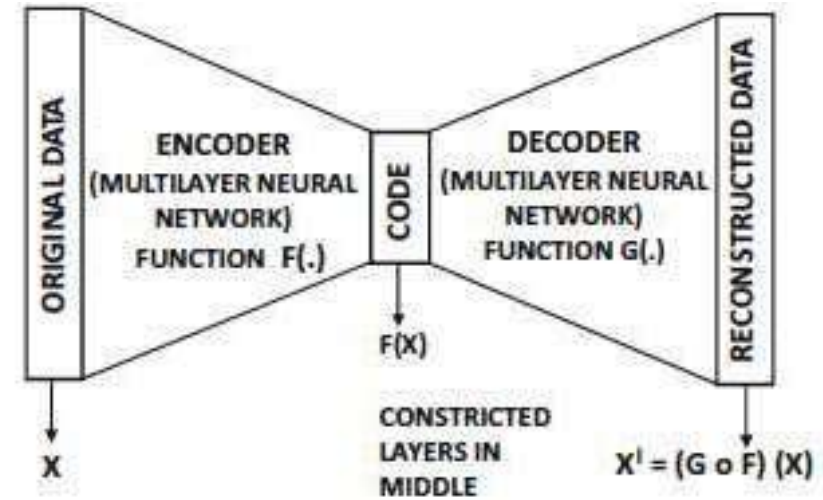 ORIGINAL DATA
ENCODER
(MULTILAYER NEURAL
NETWORK)
FUNCTION F(.)
CODE
DECODER
(MULTILAYER NEURAL
NETWORK)
FUNCTION G(.)
RECONSTRUCTED DATA
X
F(X)
CONSTRICTED
LAYERS IN
MIDDLE
X^I = (G o F) (X)